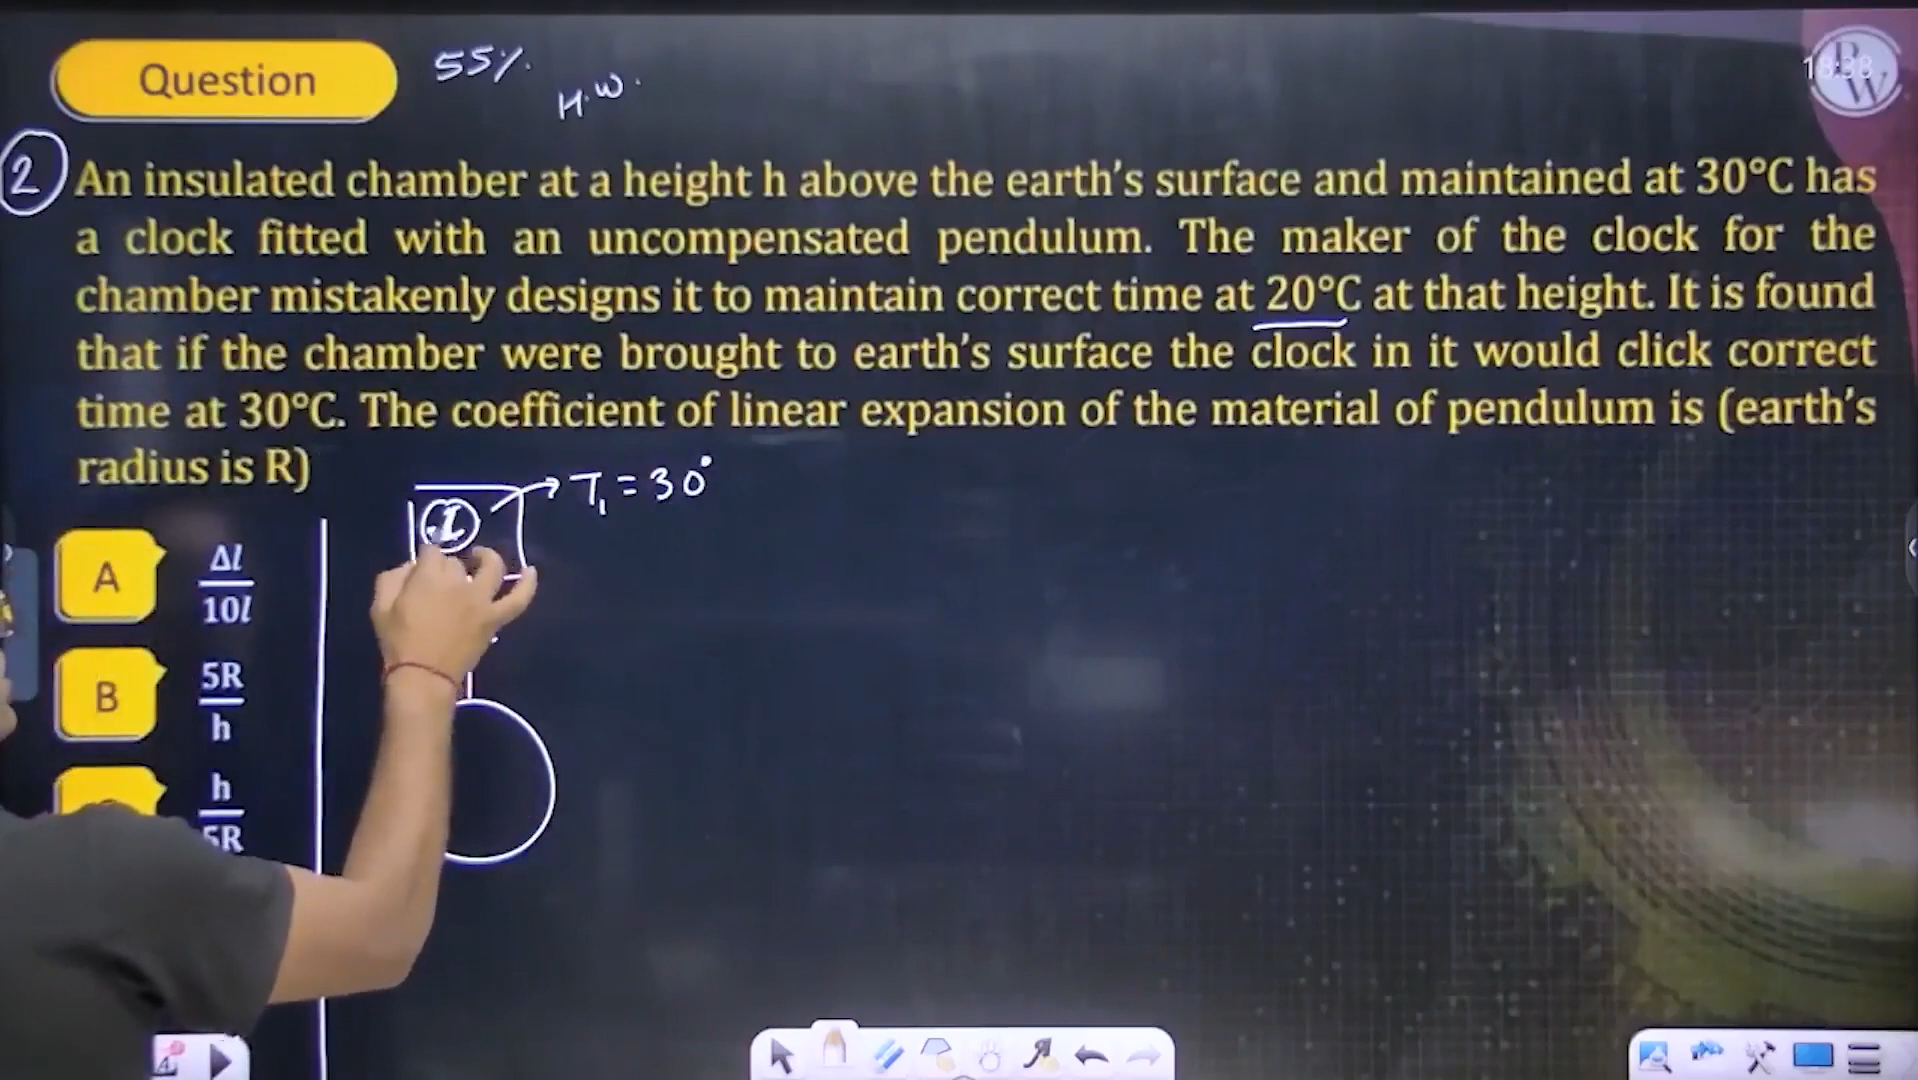 Question
55%.
H.W.
18:38
PW
2
An insulated chamber at a height h above the earth's surface and maintained at 30°C has
a clock fitted with an uncompensated pendulum. The maker of the clock for the
chamber mistakenly designs it to maintain correct time at 20°C at that height. It is found
that if the chamber were brought to earth's surface the clock in it would click correct
time at 30°C. The coefficient of linear expansion of the material of pendulum is (earth's
radius is R)
T₁ = 30°
A Δl/10l
B 5R/h
h/5R